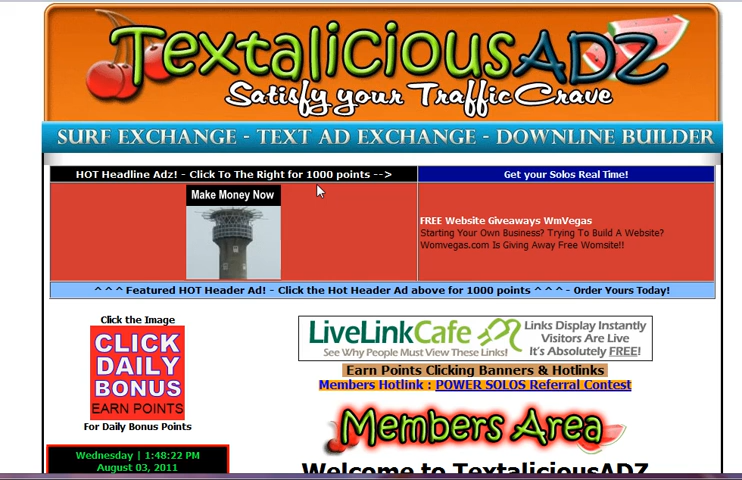 TextaliciousADZ
Satisfy your Traffic Crave
SURF EXCHANGE - TEXT AD EXCHANGE - DOWNLINE BUILDER
HOT Headline Adz! - Click To The Right for 1000 points -->
Get your Solos Real Time!
Make Money Now
FREE Website Giveaways WmVegas
Starting Your Own Business? Trying To Build A Website?
Womvegas.com Is Giving Away Free Womsite!!
^ ^ ^ Featured HOT Header Ad! - Click the Hot Header Ad above for 1000 points ^ ^ ^ - Order Yours Today!
Click the Image
CLICK
DAILY
BONUS
EARN POINTS
For Daily Bonus Points
LiveLinkCafe
See Why People Must View These Links!
Links Display Instantly
Visitors Are Live
It's Absolutely FREE!
Earn Points Clicking Banners & Hotlinks
Members Hotlink : POWER SOLOS Referral Contest
Members Area
Wednesday | 1:48:22 PM
August 03, 2011
Welcome to TextaliciousADZ